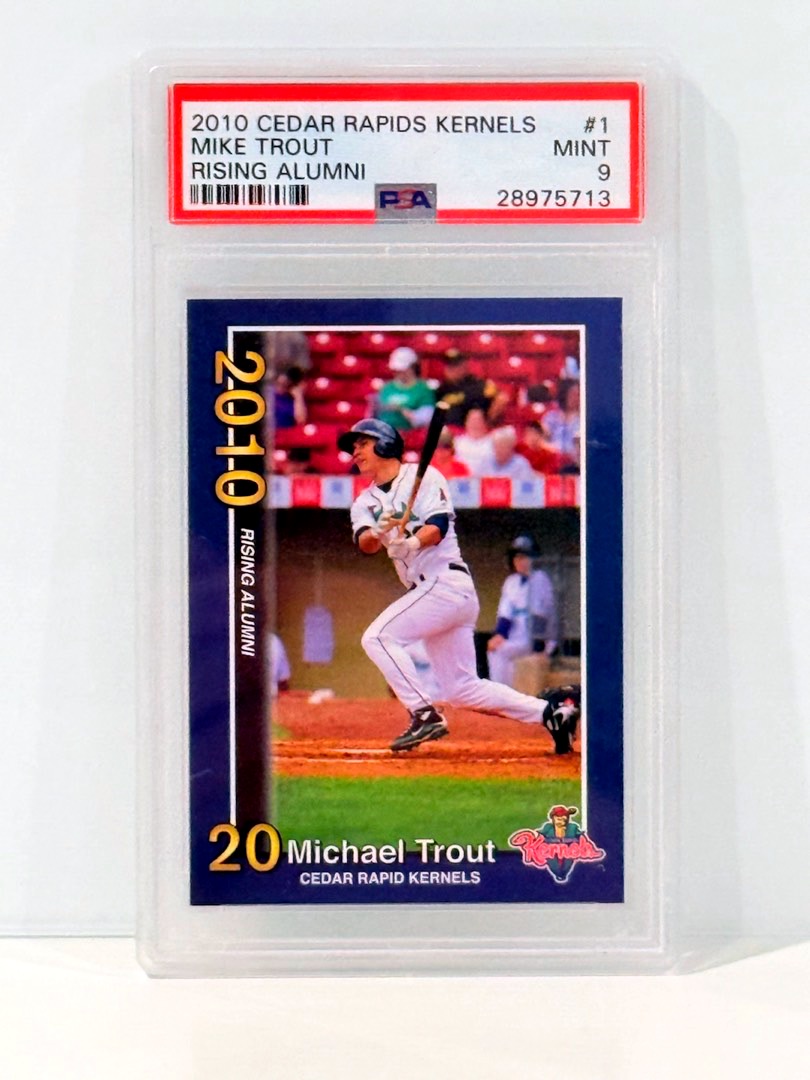 2010 CEDAR RAPIDS KERNELS #1
MIKE TROUT MINT
RISING ALUMNI 9
PSA 28975713
2010
RISING ALUMNI
20 Michael Trout
CEDAR RAPID KERNELS
Kernels